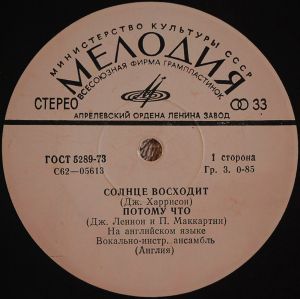 МИНИСТЕРСТВО КУЛЬТУРЫ СССР
МЕЛОДИЯ
ВСЕСОЮЗНАЯ ФИРМА ГРАМПЛАСТИНОК
СТЕРЕО 33
АПРЕЛЕВСКИЙ ОРДЕНА ЛЕНИНА ЗАВОД
ГОСТ 5289-73 1 сторона
С62—05613 Гр. 3. 0-85
СОЛНЦЕ ВОСХОДИТ
(Дж. Харрисон)
ПОТОМУ ЧТО
(Дж. Леннон и П. Маккартни)
На английском языке
Вокально-инстр. ансамбль
(Англия)